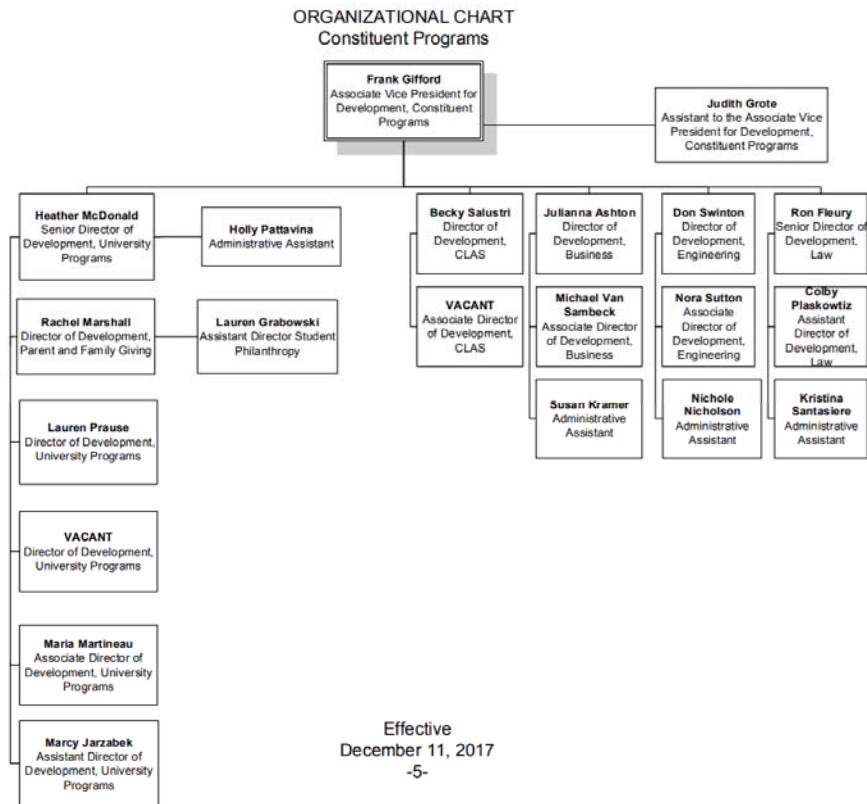 ORGANIZATIONAL CHART
Constituent Programs
Frank Gifford
Associate Vice President for
Development, Constituent
Programs
Judith Grote
Assistant to the Associate Vice
President for Development,
Constituent Programs
Heather McDonald
Senior Director of
Development, University
Programs
Holly Pattavina
Administrative Assistant
Becky Salustri
Director of
Development,
CLAS
Julianna Ashton
Director of
Development,
Business
Don Swinton
Director of
Development,
Engineering
Ron Fleury
Senior Director of
Development,
Law
Rachel Marshall
Director of Development,
Parent and Family Giving
Lauren Grabowski
Assistant Director Student
Philanthropy
VACANT
Associate Director
of Development,
CLAS
Michael Van
Sambeck
Associate Director
of Development,
Business
Nora Sutton
Associate
Director of
Development,
Engineering
Colby
Plaskowtiz
Assistant
Director of
Development,
Law
Susan Kramer
Administrative
Assistant
Nichole
Nicholson
Administrative
Assistant
Kristina
Santasiere
Administrative
Assistant
Lauren Prause
Director of Development,
University Programs
VACANT
Director of Development,
University Programs
Maria Martineau
Associate Director of
Development, University
Programs
Marcy Jarzabek
Assistant Director of
Development, University
Programs
Effective
December 11, 2017
-5-